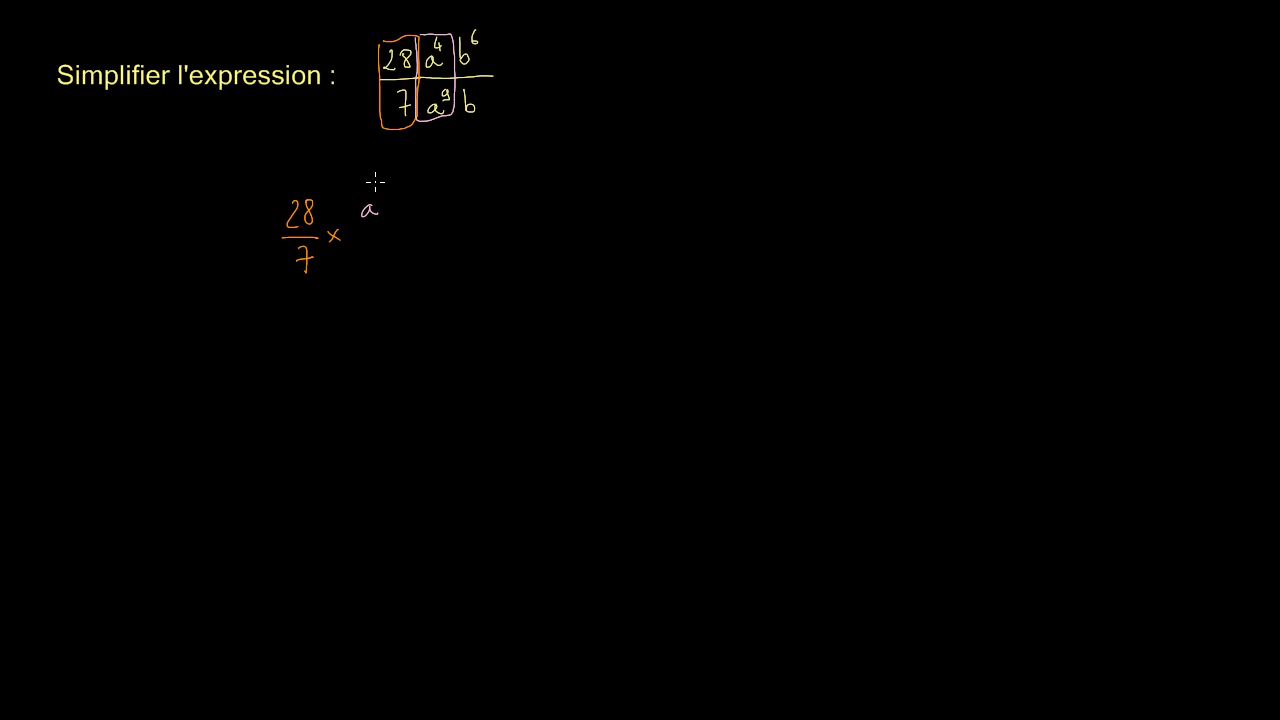 Simplifier l'expression :
28 a⁴ b⁶
7 a⁹ b
28 a
×
7